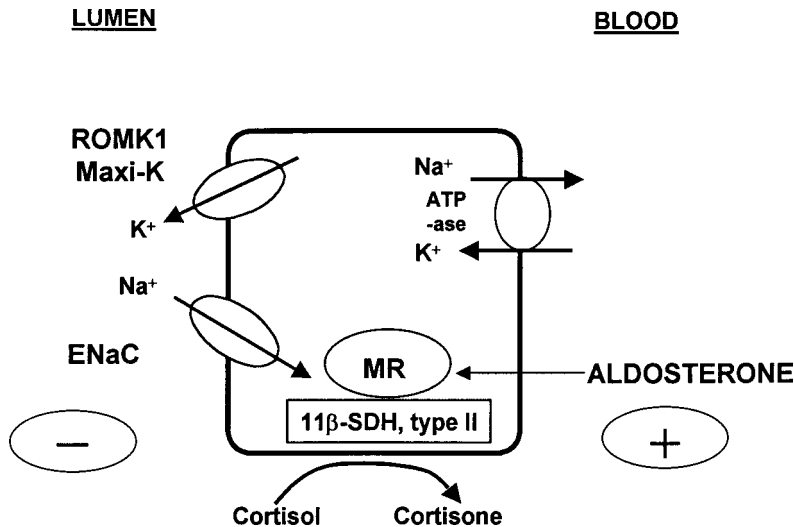 LUMEN
BLOOD
ROMK1
Maxi-K
K⁺
Na⁺
ENaC
−
Na⁺
ATP
-ase
K⁺
MR
11β-SDH, type II
ALDOSTERONE
+
Cortisol
Cortisone